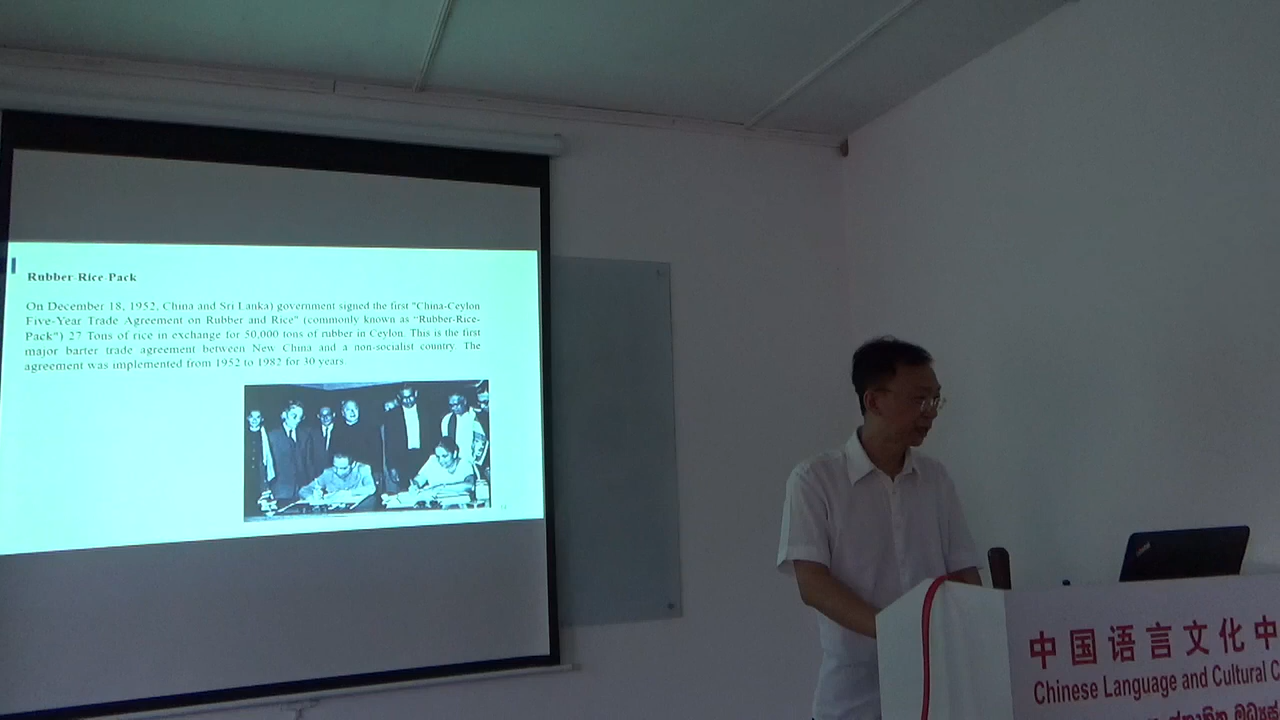 Rubber-Rice-Pack
On December 18, 1952, China and Sri Lanka) government signed the first "China-Ceylon
Five-Year Trade Agreement on Rubber and Rice" (commonly known as "Rubber-Rice-
Pack") 27 Tons of rice in exchange for 50,000 tons of rubber in Ceylon. This is the first
major barter trade agreement between New China and a non-socialist country. The
agreement was implemented from 1952 to 1982 for 30 years
中国语言文化中
Chinese Language and Cultural C